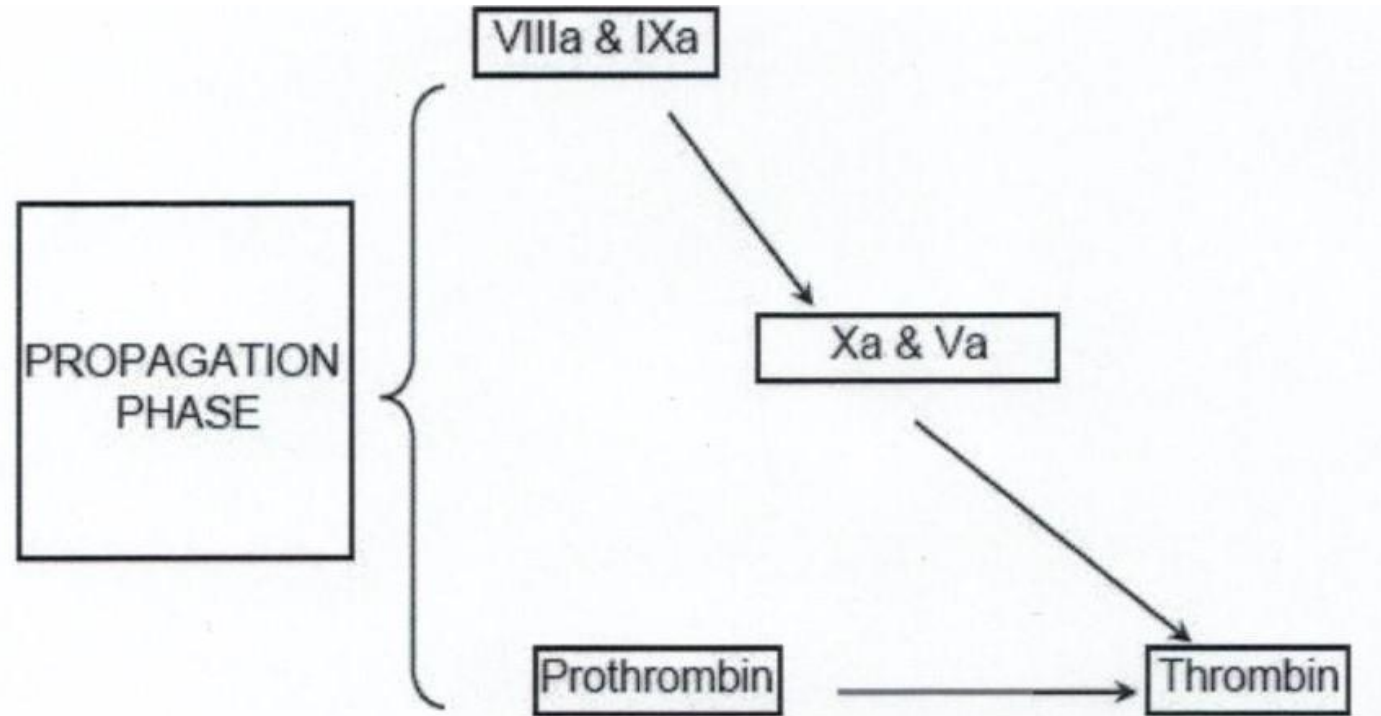 VIIIa & IXa
PROPAGATION
PHASE
Xa & Va
Prothrombin
Thrombin